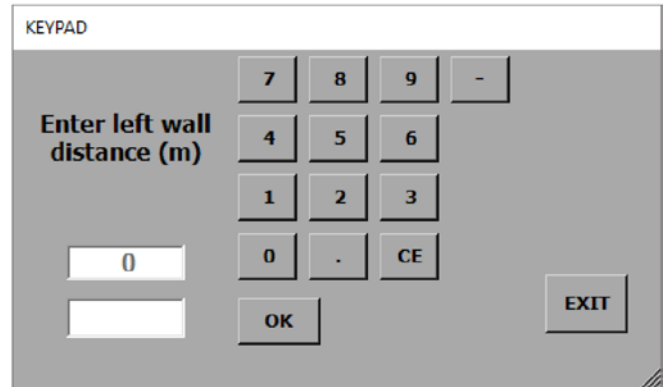 KEYPAD
7 8 9 -
Enter left wall
distance (m)
4 5 6
1 2 3
0
0 . CE
EXIT
OK